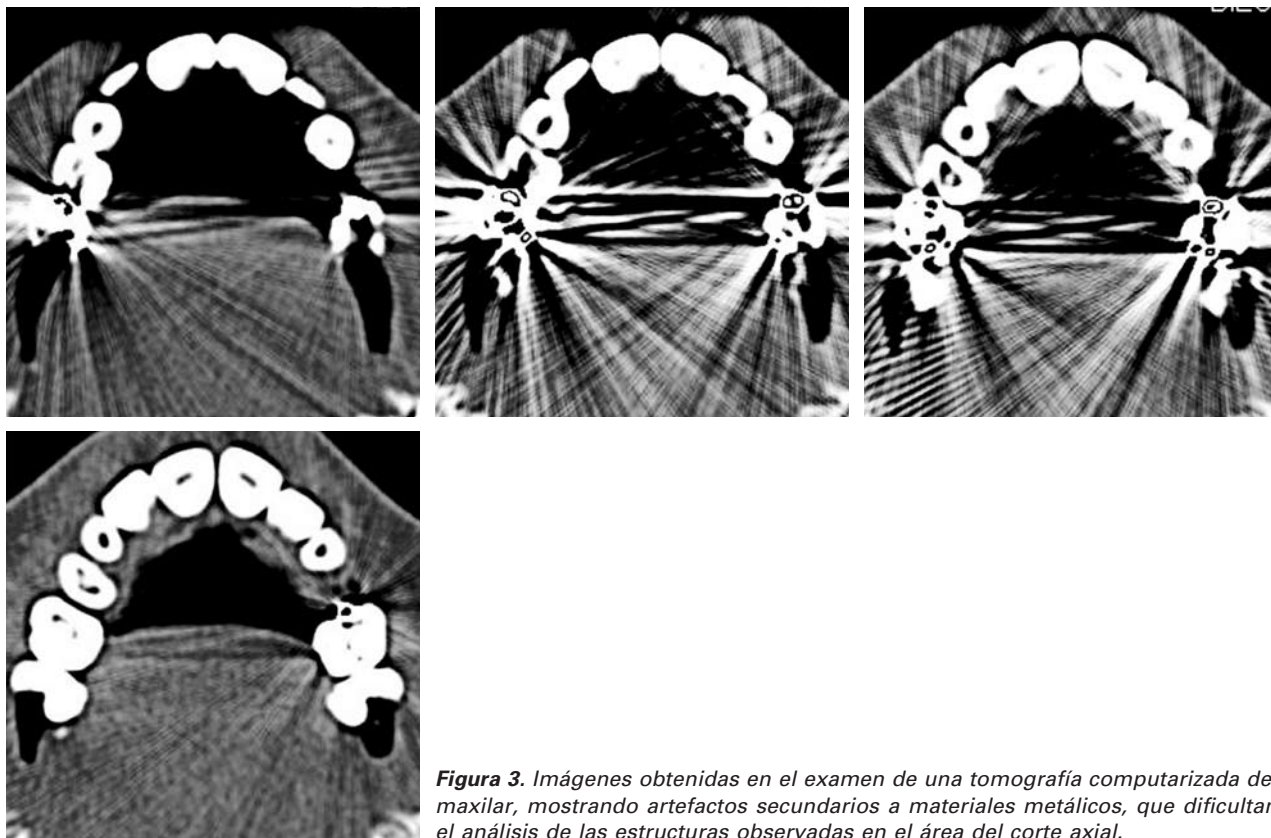 Figura 3. Imágenes obtenidas en el examen de una tomografía computarizada de
maxilar, mostrando artefactos secundarios a materiales metálicos, que dificultan
el análisis de las estructuras observadas en el área del corte axial.